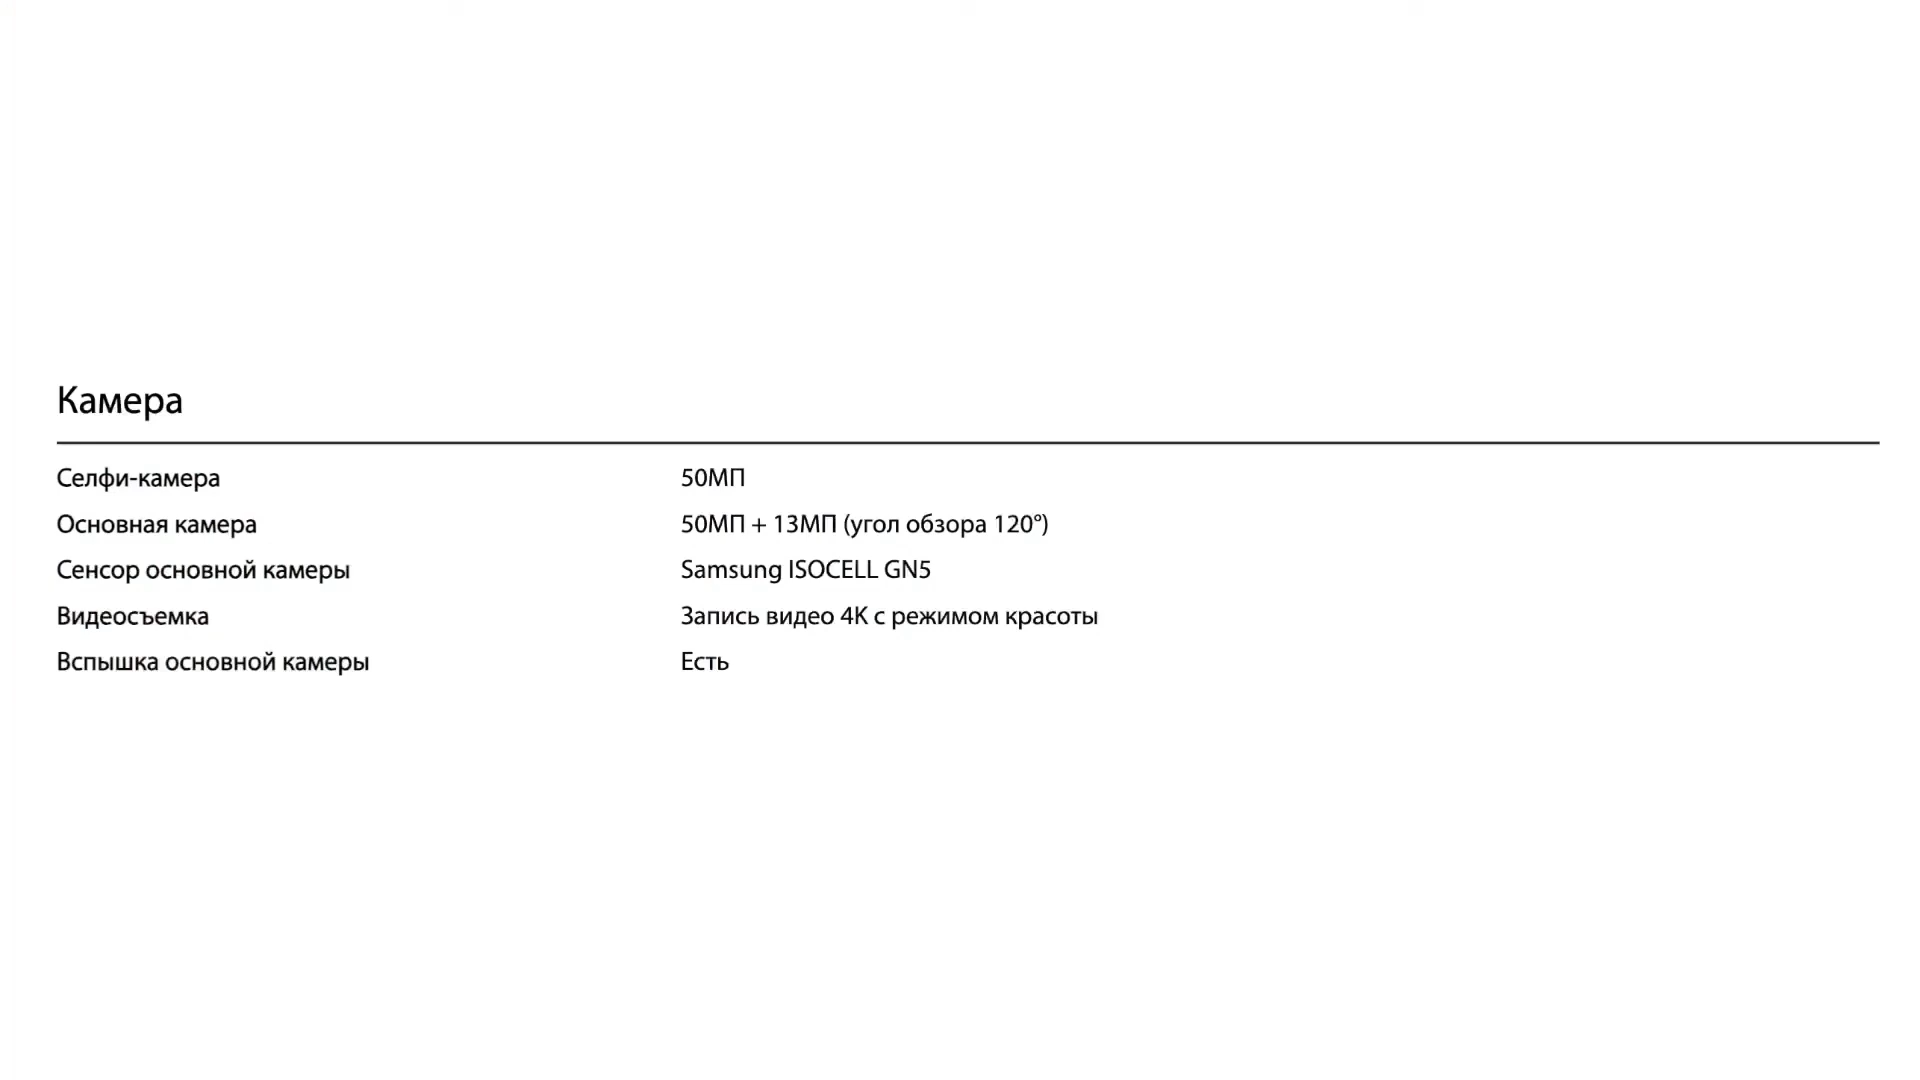 Камера
Селфи-камера 50МП
Основная камера 50МП + 13МП (угол обзора 120°)
Сенсор основной камеры Samsung ISOCELL GN5
Видеосъемка Запись видео 4K с режимом красоты
Вспышка основной камеры Есть